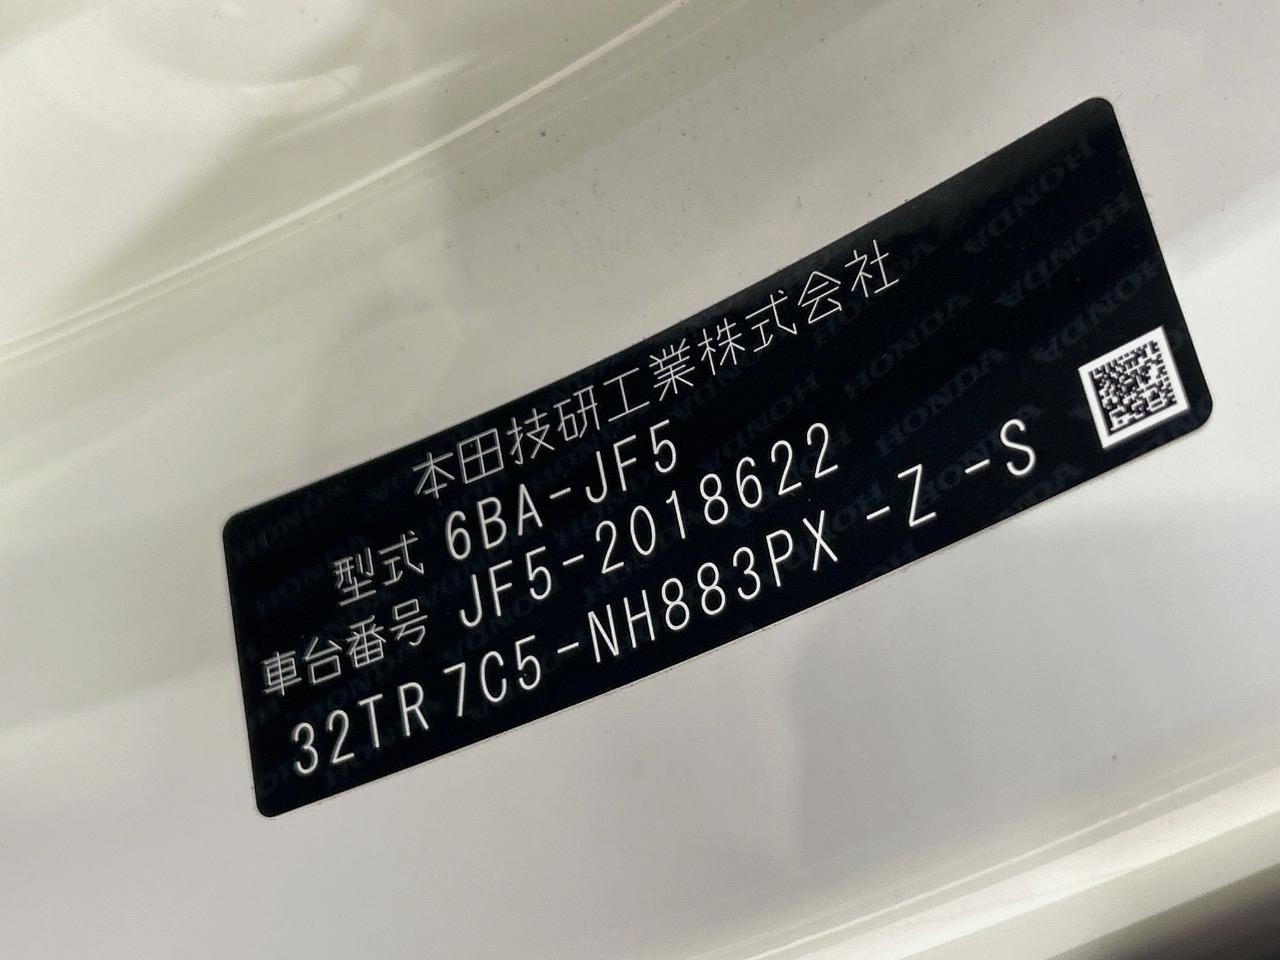 本田技研工業株式会社
型式 6BA-JF5
車台番号 JF5-2018622
32TR 7C5-NH883PX -Z -S